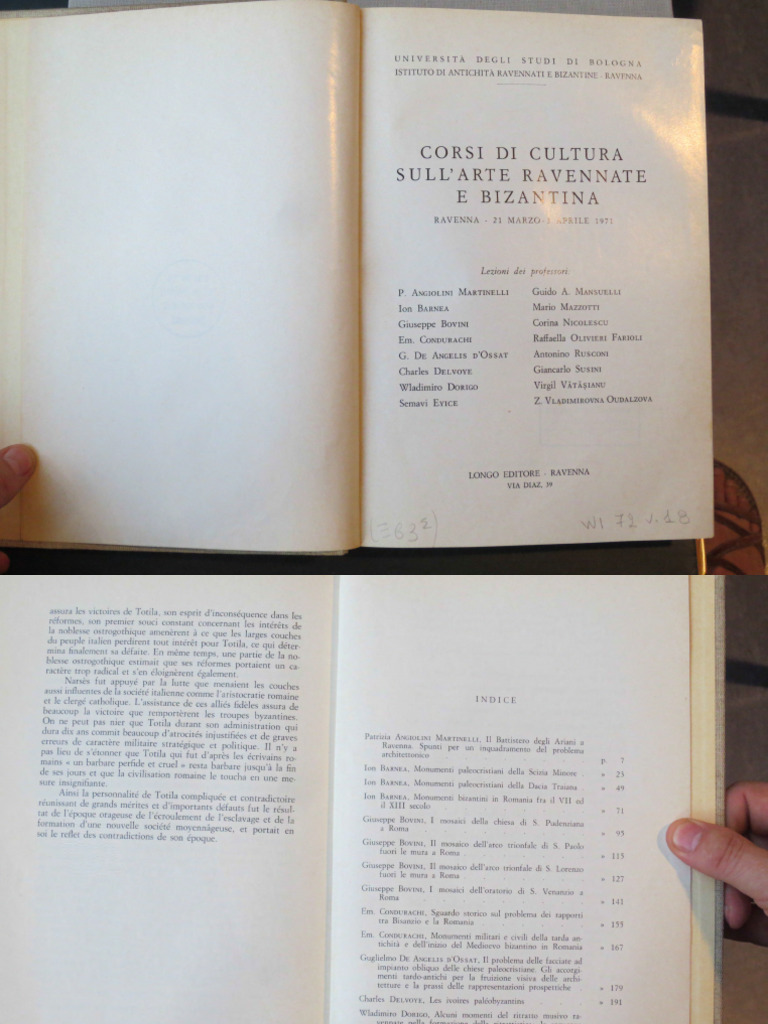 UNIVERSITÀ DEGLI STUDI DI BOLOGNA
ISTITUTO DI ANTICHITÀ RAVENNATI E BIZANTINE - RAVENNA
CORSI DI CULTURA
SULL'ARTE RAVENNATE
E BIZANTINA
RAVENNA - 21 MARZO- APRILE 1971
Lezioni dei professori:
P. ANGIOLINI MARTINELLI
Ion BARNEA
Giuseppe BOVINI
Em. CONDURACHI
G. DE ANGELIS D'OSSAT
Charles DELVOYE
Wladimiro DORIGO
Semavi EYICE
Guido A. MANSUELLI
Mario MAZZOTTI
Corina NICOLESCU
Raffaella OLIVIERI FARIOLI
Antonino RUSCONI
Giancarlo SUSINI
Virgil VĂTĂŞIANU
Z. VLADIMIROVNA OUDALZOVA
LONGO EDITORE - RAVENNA
VIA DIAZ, 39
WI 72 v. 18
assura les victoires de Totila, son esprit d'inconséquence dans les
réformes, son premier souci constant concernant les intérêts de
la noblesse ostrogothique amenèrent à ce que les larges couches
du peuple italien perdirent tout intérêt pour Totila, ce qui déter-
mina finalement sa défaite. En même temps, une partie de la no-
blesse ostrogothique estimait que ses réformes portaient un ca-
ractère trop radical et s'en éloignèrent également.
Narsès fut appuyé par la lutte que menaient les couches
aussi influentes de la société italienne comme l'aristocratie romaine
et le clergé catholique. L'assistance de ces alliés fidèles assura de
beaucoup la victoire que remportèrent les troupes byzantines.
On ne peut pas nier que Totila durant son administration qui
dura dix ans commit beaucoup d'atrocités injustifiées et de graves
erreurs de caractère militaire stratégique et politique. Il n'y a
pas lieu de s'étonner que Totila qui fut d'après les écrivains ro-
mains « un barbare perfide et cruel » resta barbare jusqu'à la fin
de ses jours et que la civilisation romaine le toucha en une me-
sure insignifiante.
Ainsi la personnalité de Totila compliquée et contradictoire
réunissant de grands mérites et d'importants défauts fut le résul-
tat de l'époque orageuse de l'écroulement de l'esclavage et de la
formation d'une nouvelle société moyennâgeuse, et portait en
soi le reflet des contradictions de son époque.
INDICE
Patrizia ANGIOLINI MARTINELLI, Il Battistero degli Ariani a
Ravenna. Spunti per un inquadramento del problema
architettonico . . . p. 7
Ion BARNEA, Monumenti paleocristiani della Scizia Minore . » 25
Ion BARNEA, Monumenti paleocristiani della Dacia Traiana . » 49
Ion BARNEA, Monumenti bizantini in Romania fra il VII ed
il XIII secolo . . . » 71
Giuseppe BOVINI, I mosaici della chiesa di S. Pudenziana
a Roma . . . » 95
Giuseppe BOVINI, Il mosaico dell'arco trionfale di S. Paolo
fuori le mura a Roma . . . » 115
Giuseppe BOVINI, Il mosaico dell'arco trionfale di S. Lorenzo
fuori le mura a Roma . . . » 127
Giuseppe BOVINI, I mosaici dell'oratorio di S. Venanzio a
Roma . . . » 141
Em. CONDURACHI, Sguardo storico sul problema dei rapporti
tra Bisanzio e la Romania . . . » 155
Em. CONDURACHI, Monumenti militari e civili della tarda an-
tichità e dell'inizio del Medioevo bizantino in Romania » 167
Guglielmo DE ANGELIS D'OSSAT, Il problema delle facciate ad
impianto obliquo delle chiese paleocristiane. Gli accorgi-
menti tardo-antichi per la fruizione visiva delle archi-
tetture e la prassi delle rappresentazioni prospettiche . » 179
Charles DELVOYE, Les ivoires paléobyzantins . . . » 191
Wladimiro DORIGO, Alcuni momenti del ritratto musivo ra-
vennate nella formazione della